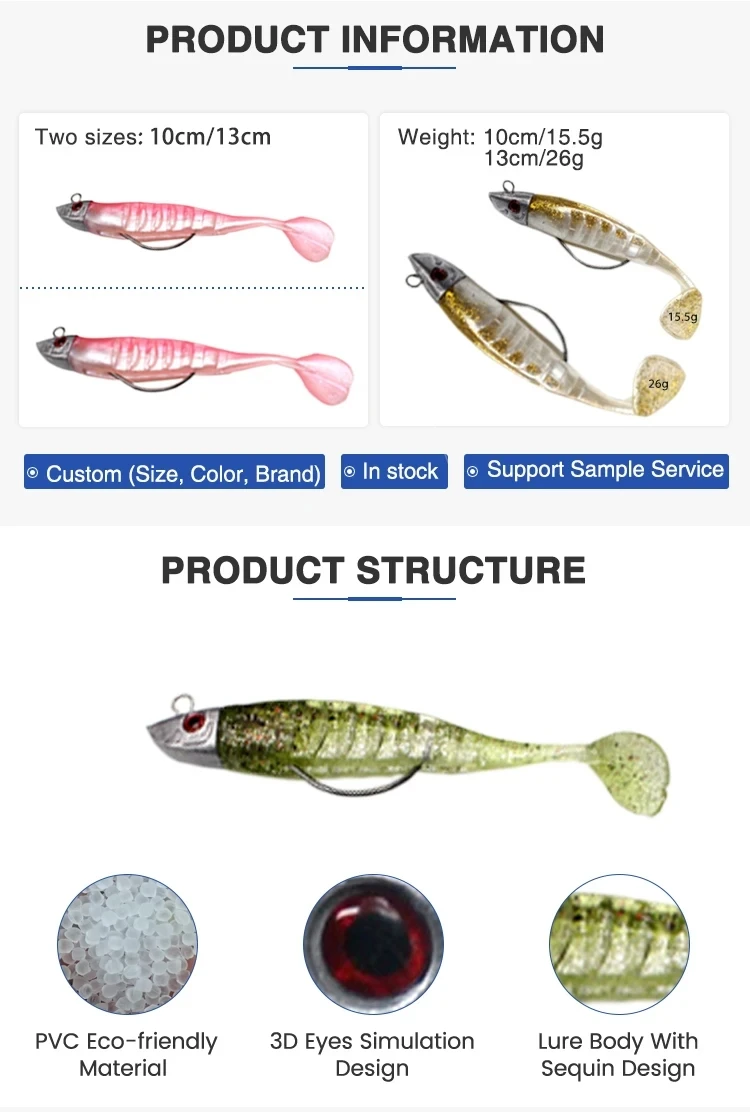 PRODUCT INFORMATION
Two sizes: 10cm/13cm
Weight: 10cm/15.5g
13cm/26g
15.5g
26g
Custom (Size, Color, Brand)
In stock
Support Sample Service
PRODUCT STRUCTURE
PVC Eco-friendly
Material
3D Eyes Simulation
Design
Lure Body With
Sequin Design